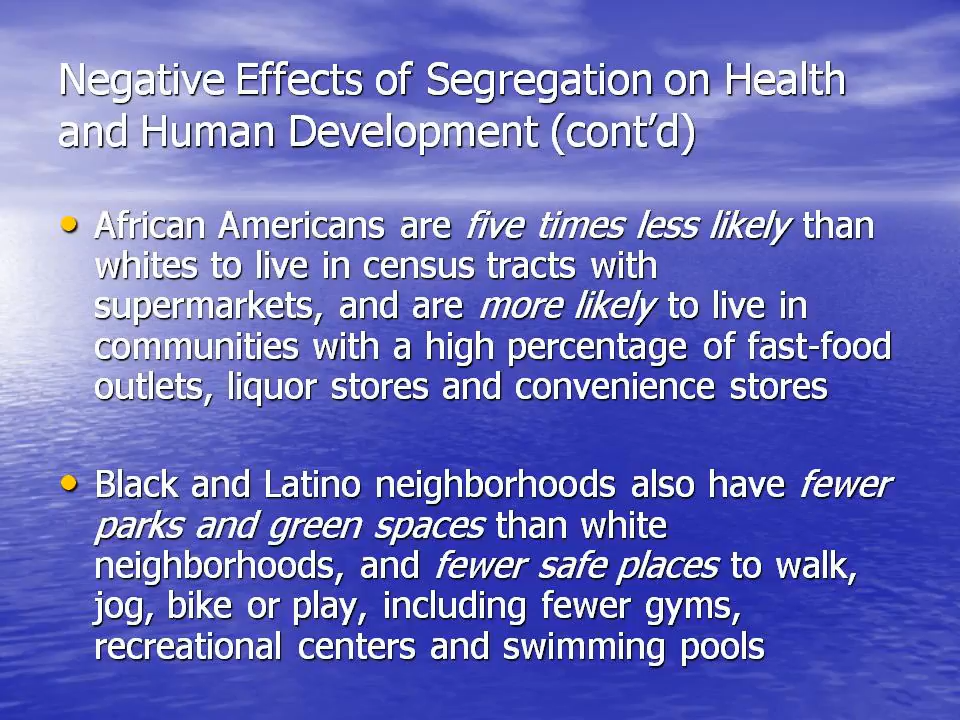 Negative Effects of Segregation on Health
and Human Development (cont’d)
• African Americans are five times less likely than
whites to live in census tracts with
supermarkets, and are more likely to live in
communities with a high percentage of fast-food
outlets, liquor stores and convenience stores
• Black and Latino neighborhoods also have fewer
parks and green spaces than white
neighborhoods, and fewer safe places to walk,
jog, bike or play, including fewer gyms,
recreational centers and swimming pools